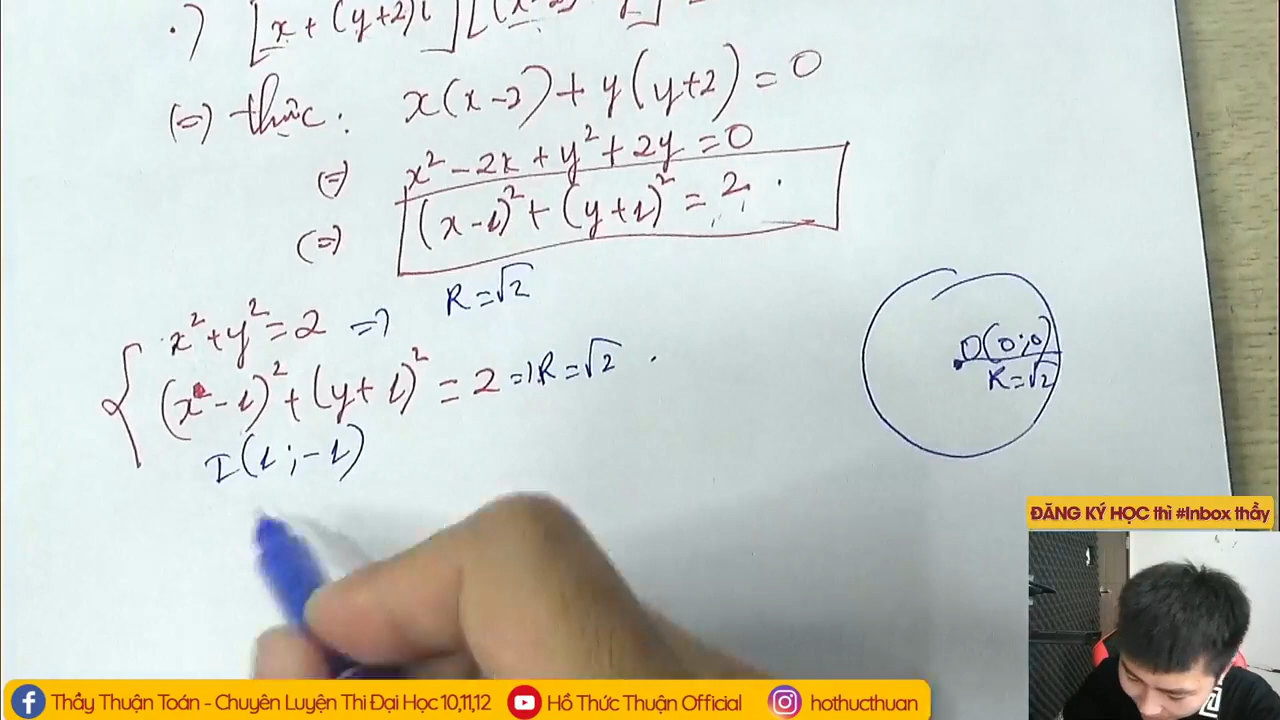 ·) [x + (y+2)i][(x-2)
(=) thực: x(x-2) + y(y+2) = 0
(=) x² - 2x + y² + 2y = 0
(=) (x-1)² + (y+1)² = 2.
R = √2
x² + y² = 2 =>
(x-1)² + (y+1)² = 2 => R = √2 .
I(1;-1)
O(0;0)
R = √2
ĐĂNG KÝ HỌC thì #Inbox thầy
Thầy Thuận Toán - Chuyên Luyện Thi Đại Học 10,11,12
Hồ Thức Thuận Official
hothucthuan